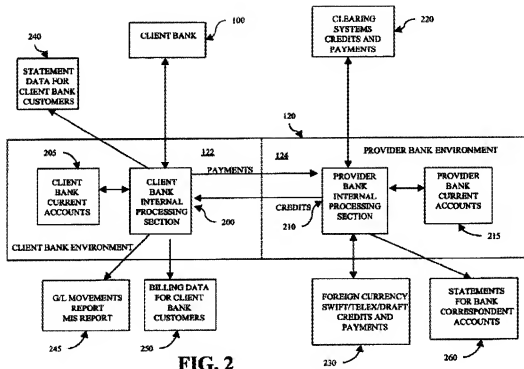 240
CLIENT BANK
100
CLEARING
SYSTEMS
CREDITS AND
PAYMENTS
220
STATEMENT
DATA FOR
CLIENT BANK
CUSTOMERS
120
205
122
124
PROVIDER BANK ENVIRONMENT
CLIENT
BANK
CURRENT
ACCOUNTS
CLIENT
BANK
INTERNAL
PROCESSING
SECTION
200
PAYMENTS
CREDITS
210
PROVIDER
BANK
INTERNAL
PROCESSING
SECTION
PROVIDER
BANK
CURRENT
ACCOUNTS
215
CLIENT BANK ENVIRONMENT
G/L MOVEMENTS
REPORT
MIS REPORT
245
BILLING DATA
FOR CLIENT
BANK
CUSTOMERS
250
FOREIGN CURRENCY
SWIFT/TELEX/DRAFT
CREDITS AND
PAYMENTS
230
STATEMENTS
FOR BANK
CORRESPONDENT
ACCOUNTS
260
FIG. 2